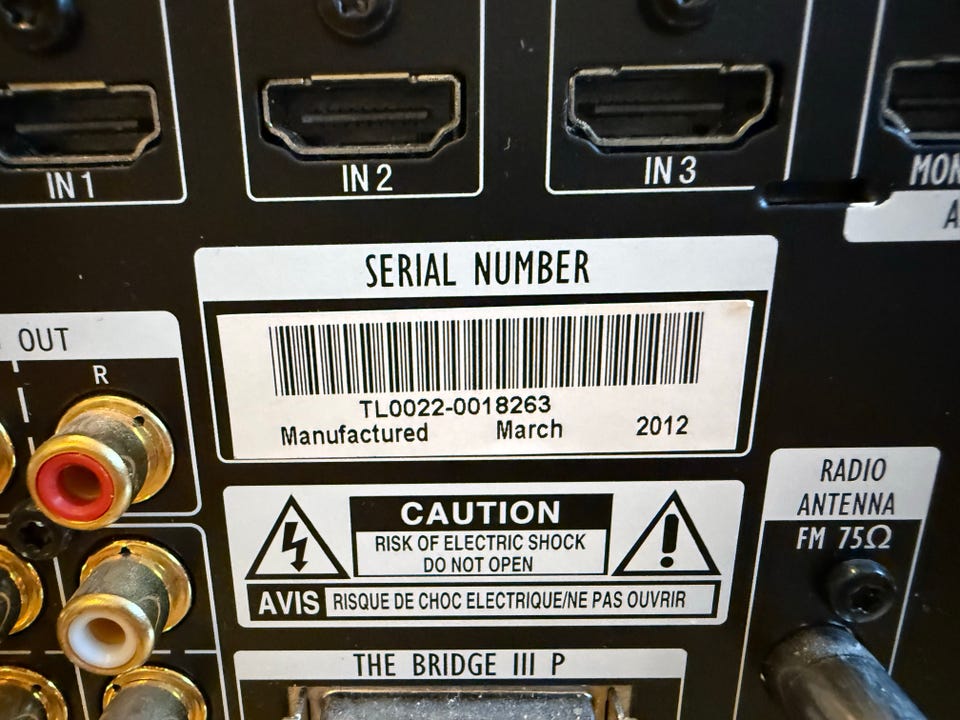 IN 1
IN 2
IN 3
SERIAL NUMBER
TL0022-0018263
Manufactured March 2012
OUT
R
CAUTION
RISK OF ELECTRIC SHOCK
DO NOT OPEN
AVIS RISQUE DE CHOC ELECTRIQUE/NE PAS OUVRIR
RADIO
ANTENNA
FM 75Ω
THE BRIDGE III P